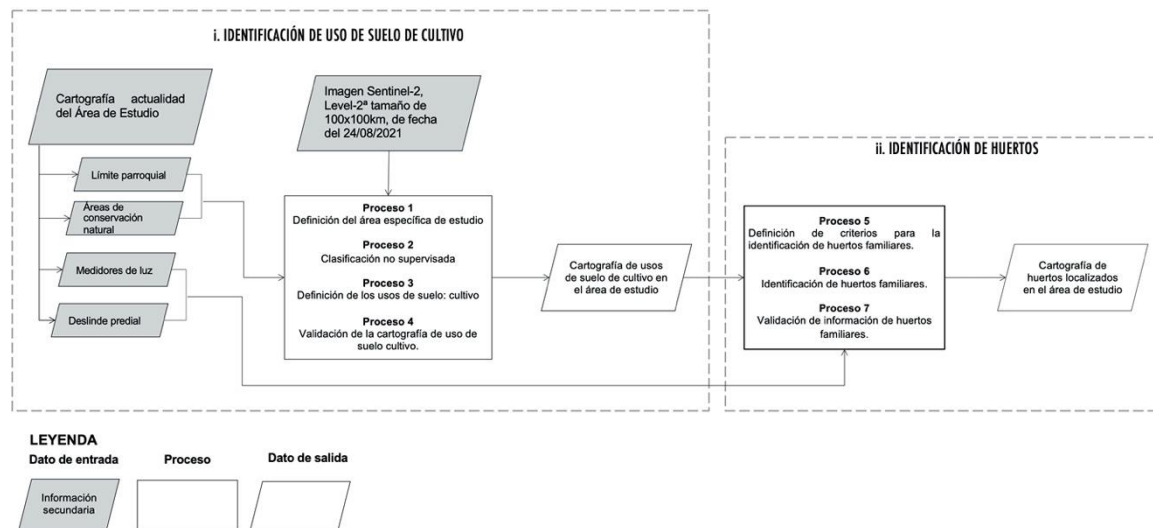 i. IDENTIFICACIÓN DE USO DE SUELO DE CULTIVO
Cartografía actualidad
del Área de Estudio
Imagen Sentinel-2,
Level-2ª tamaño de
100x100km, de fecha
del 24/08/2021
Límite parroquial
Áreas de
conservación
natural
Medidores de luz
Deslinde predial
Proceso 1
Definición del área específica de estudio
Proceso 2
Clasificación no supervisada
Proceso 3
Definición de los usos de suelo: cultivo
Proceso 4
Validación de la cartografía de uso de
suelo cultivo.
Cartografía de usos
de suelo de cultivo en
el área de estudio
ii. IDENTIFICACIÓN DE HUERTOS
Proceso 5
Definición de criterios para la
identificación de huertos familiares.
Proceso 6
Identificación de huertos familiares.
Proceso 7
Validación de información de huertos
familiares.
Cartografía de
huertos localizados
en el área de estudio
LEYENDA
Dato de entrada
Proceso
Dato de salida
Información
secundaria